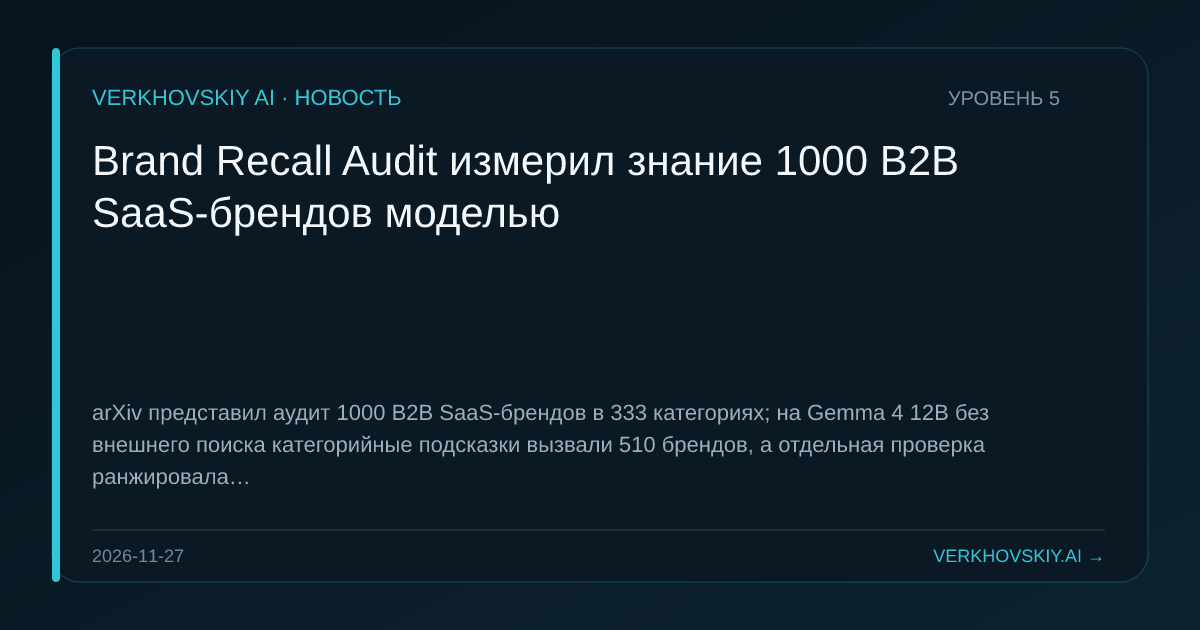 VERKHOVSKIY AI · НОВОСТЬ
УРОВЕНЬ 5
Brand Recall Audit измерил знание 1000 B2B
SaaS-брендов моделью
arXiv представил аудит 1000 B2B SaaS-брендов в 333 категориях; на Gemma 4 12B без
внешнего поиска категорийные подсказки вызвали 510 брендов, а отдельная проверка
ранжировала…
2026-11-27
VERKHOVSKIY.AI →